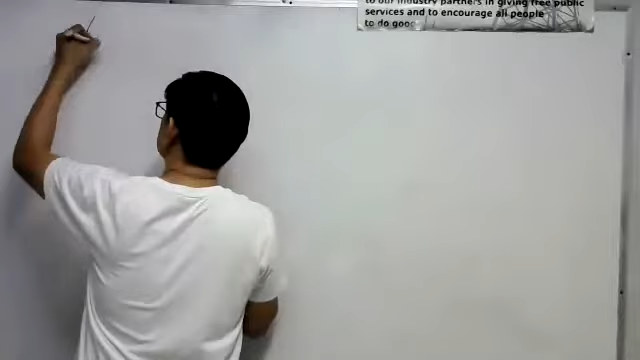 to our industry partners in giving free public
services and to encourage all people
to do good